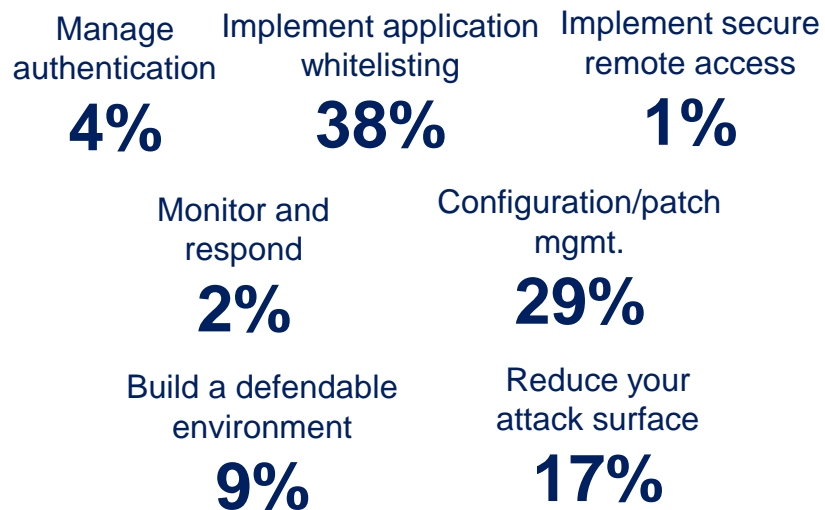 Manage
authentication
4%
Implement application
whitelisting
38%
Implement secure
remote access
1%
Monitor and
respond
2%
Configuration/patch
mgmt.
29%
Build a defendable
environment
9%
Reduce your
attack surface
17%